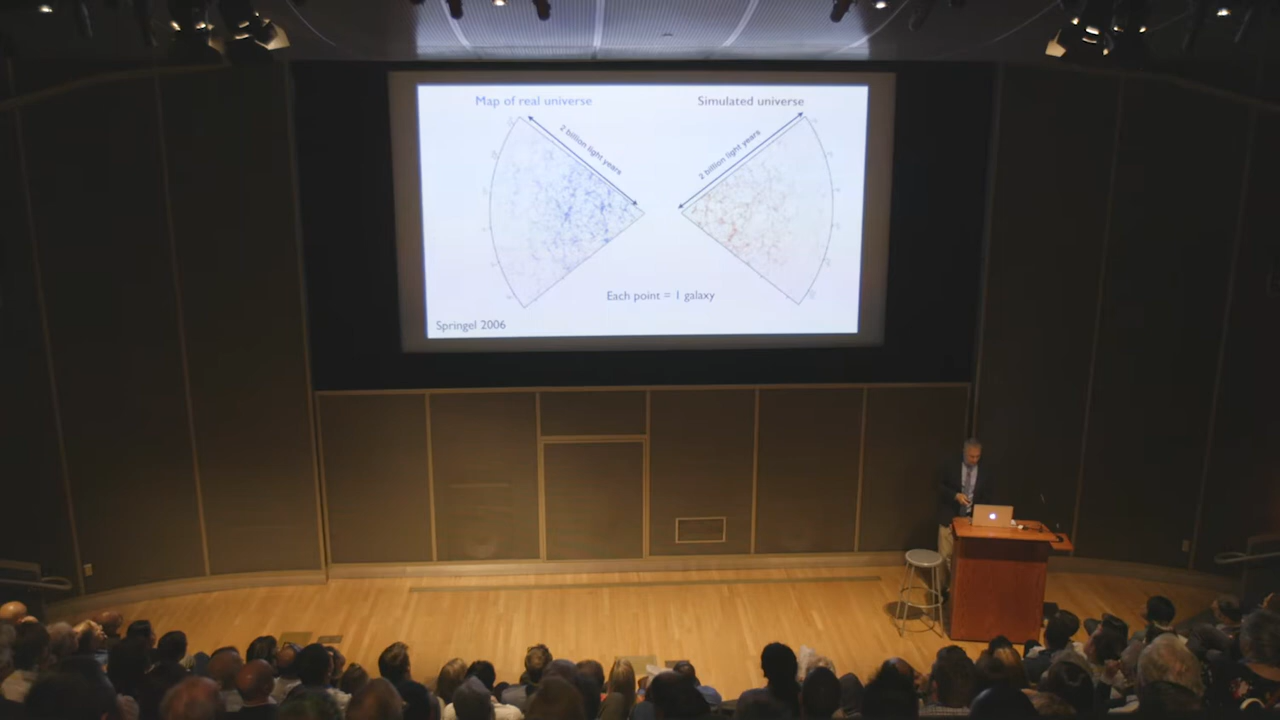 Map of real universe
Simulated universe
2 billion light years
2 billion light years
Each point = 1 galaxy
Springel 2006